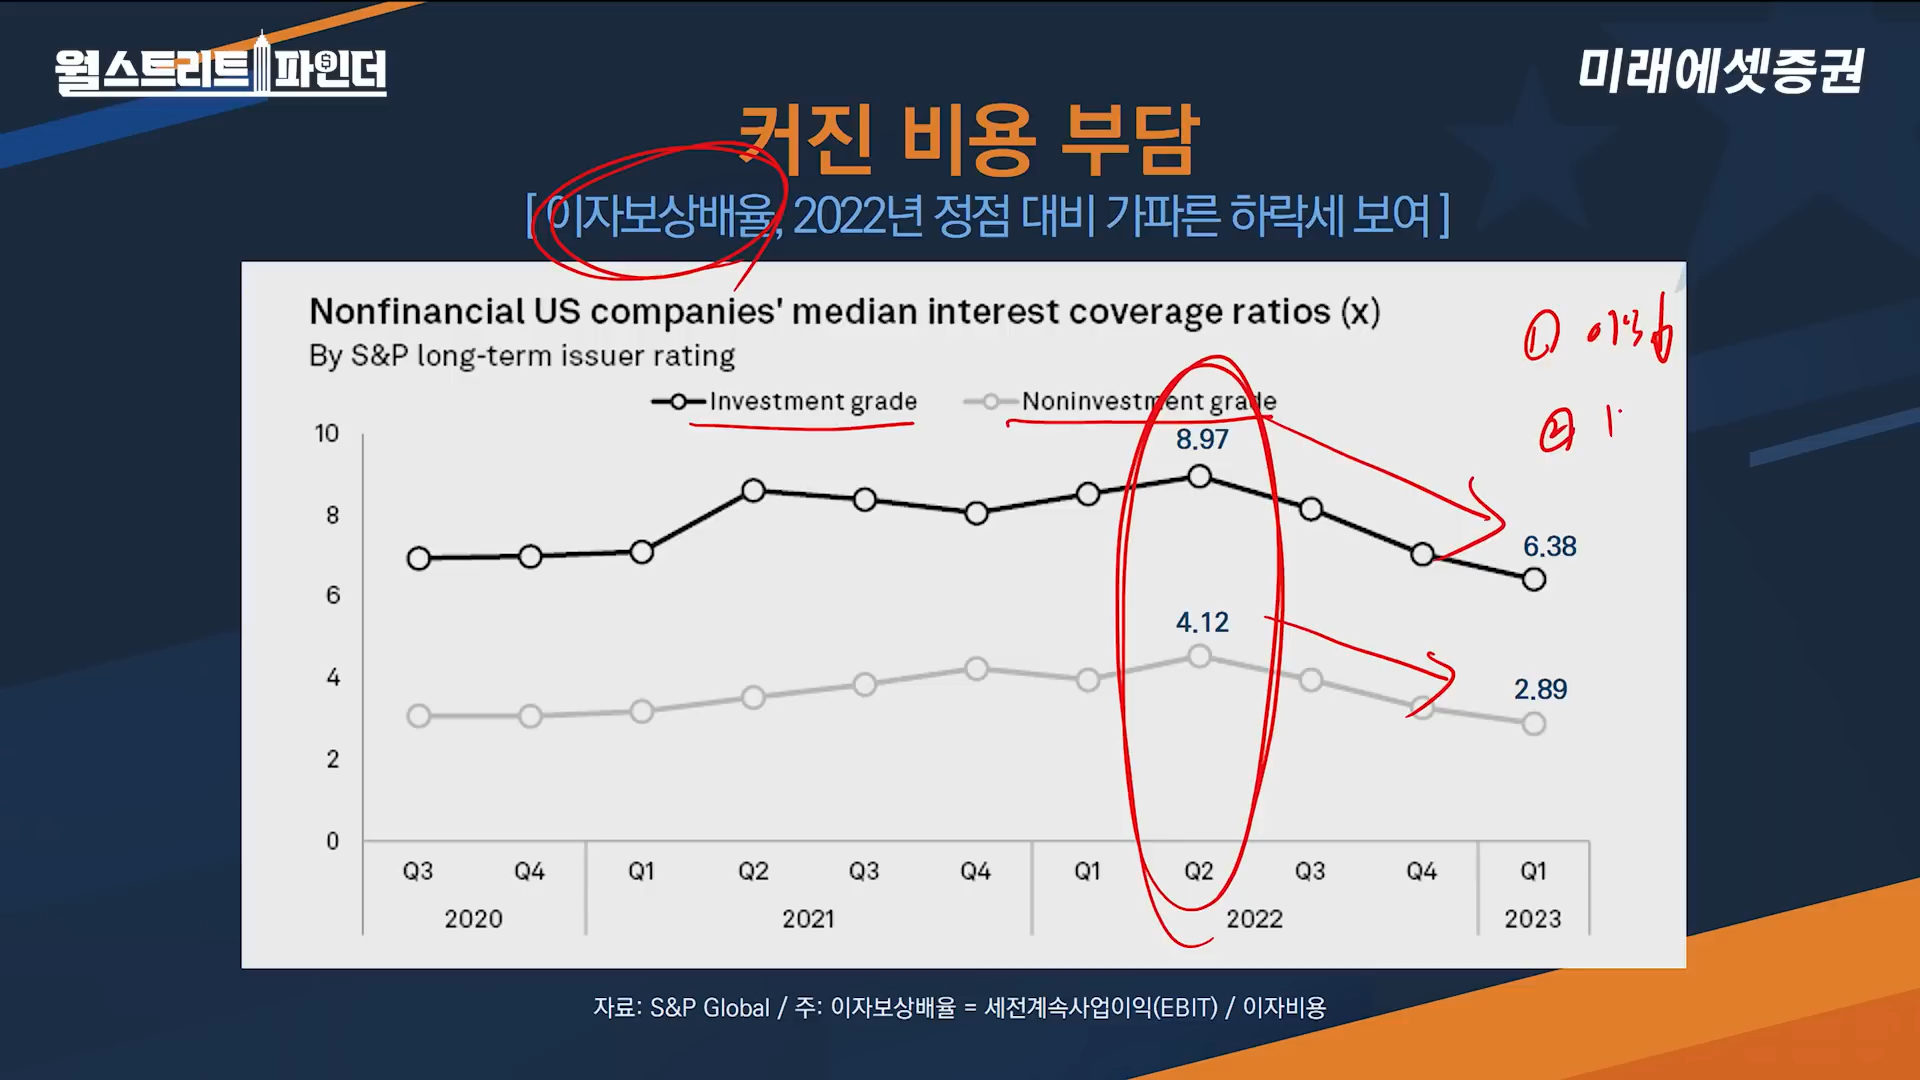 월스트리트 파인더
미래에셋증권
커진 비용 부담
[ 이자보상배율, 2022년 정점 대비 가파른 하락세 보여 ]
Nonfinancial US companies' median interest coverage ratios (x)
By S&P long-term issuer rating
Investment grade Noninvestment grade
①
②
10
8
6
4
2
0
8.97
6.38
4.12
2.89
Q3 Q4 Q1 Q2 Q3 Q4 Q1 Q2 Q3 Q4 Q1
2020 2021 2022 2023
자료: S&P Global / 주: 이자보상배율 = 세전계속사업이익(EBIT) / 이자비용